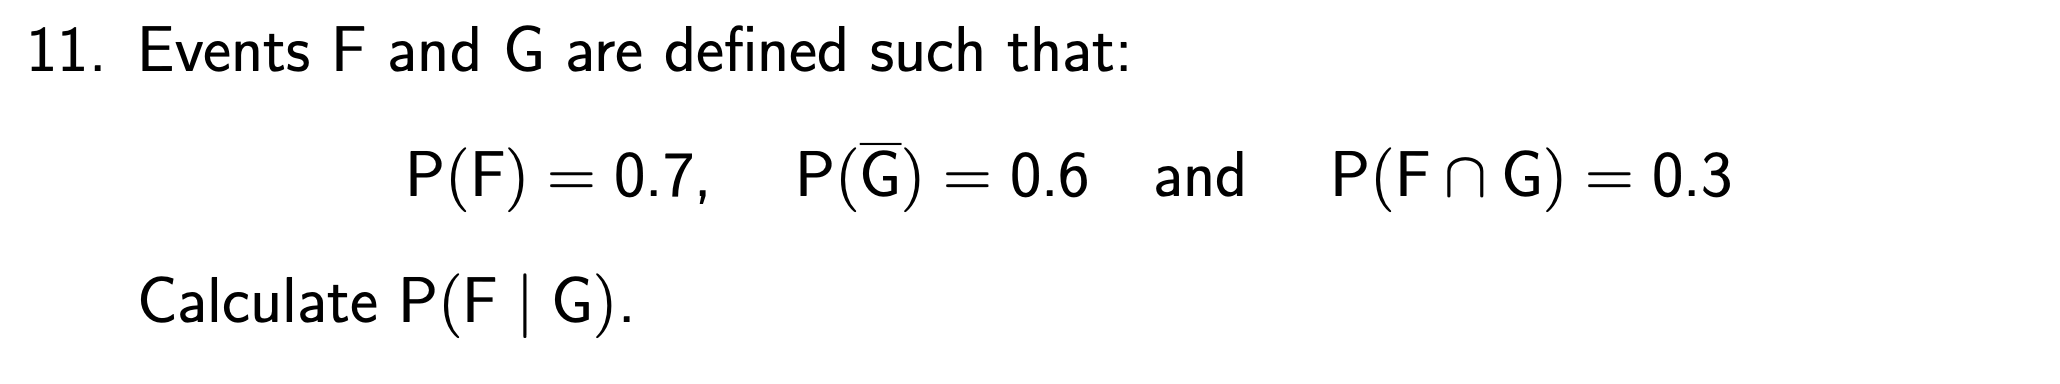 11. Events F and G are defined such that:
P(F) = 0.7, P(G̅) = 0.6 and P(F ∩ G) = 0.3
Calculate P(F | G).